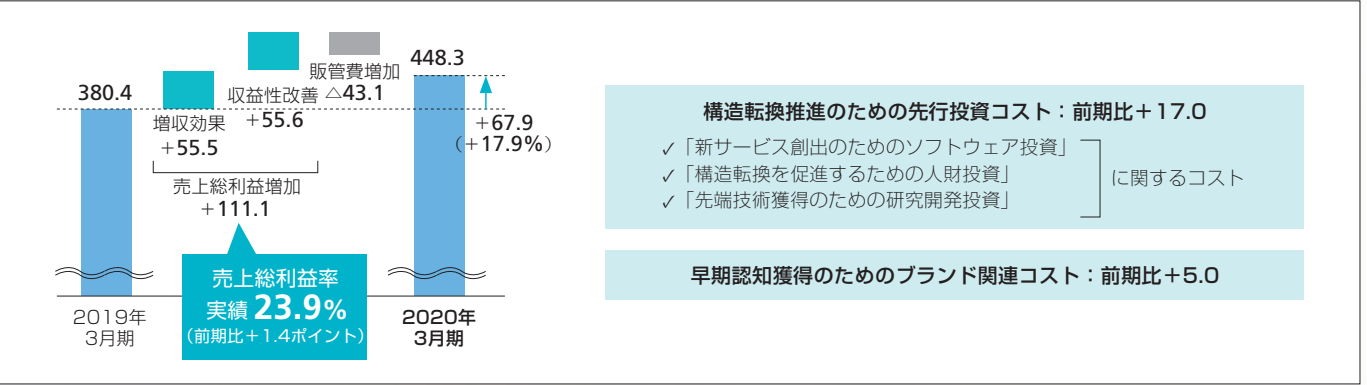 380.4
増収効果
+55.5
収益性改善
+55.6
販管費増加
△43.1
448.3
+67.9
(+17.9%)
売上総利益増加
+111.1
売上総利益率
実績 23.9%
(前期比+1.4ポイント)
2019年
3月期
2020年
3月期
構造転換推進のための先行投資コスト：前期比+17.0
✓「新サービス創出のためのソフトウェア投資」
✓「構造転換を促進するための人財投資」
✓「先端技術獲得のための研究開発投資」
に関するコスト
早期認知獲得のためのブランド関連コスト：前期比+5.0